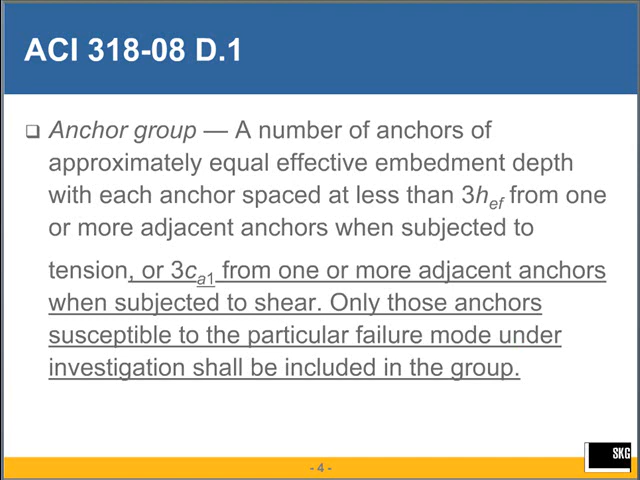 ACI 318-08 D.1
Anchor group — A number of anchors of
approximately equal effective embedment depth
with each anchor spaced at less than 3hef from one
or more adjacent anchors when subjected to
tension, or 3ca1 from one or more adjacent anchors
when subjected to shear. Only those anchors
susceptible to the particular failure mode under
investigation shall be included in the group.
SKG
- 4 -